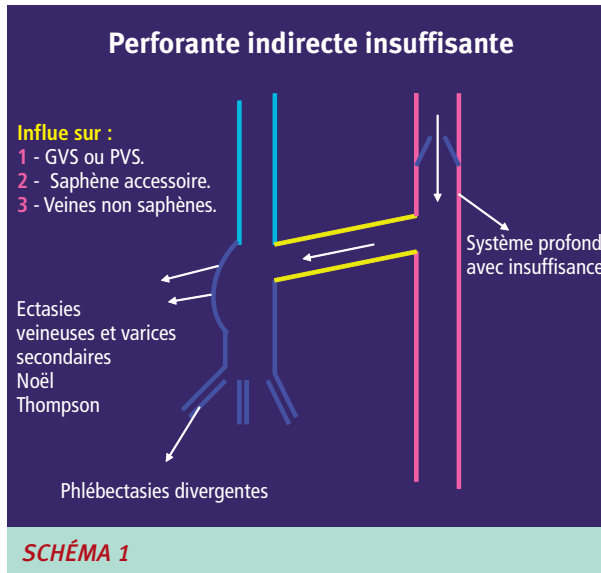 Perforante indirecte insuffisante
Influe sur :
1 - GVS ou PVS.
2 - Saphène accessoire.
3 - Veines non saphènes.
Système profond
avec insuffisance
Ectasies
veineuses et varices
secondaires
Noël
Thompson
Phlébectasies divergentes
SCHÉMA 1